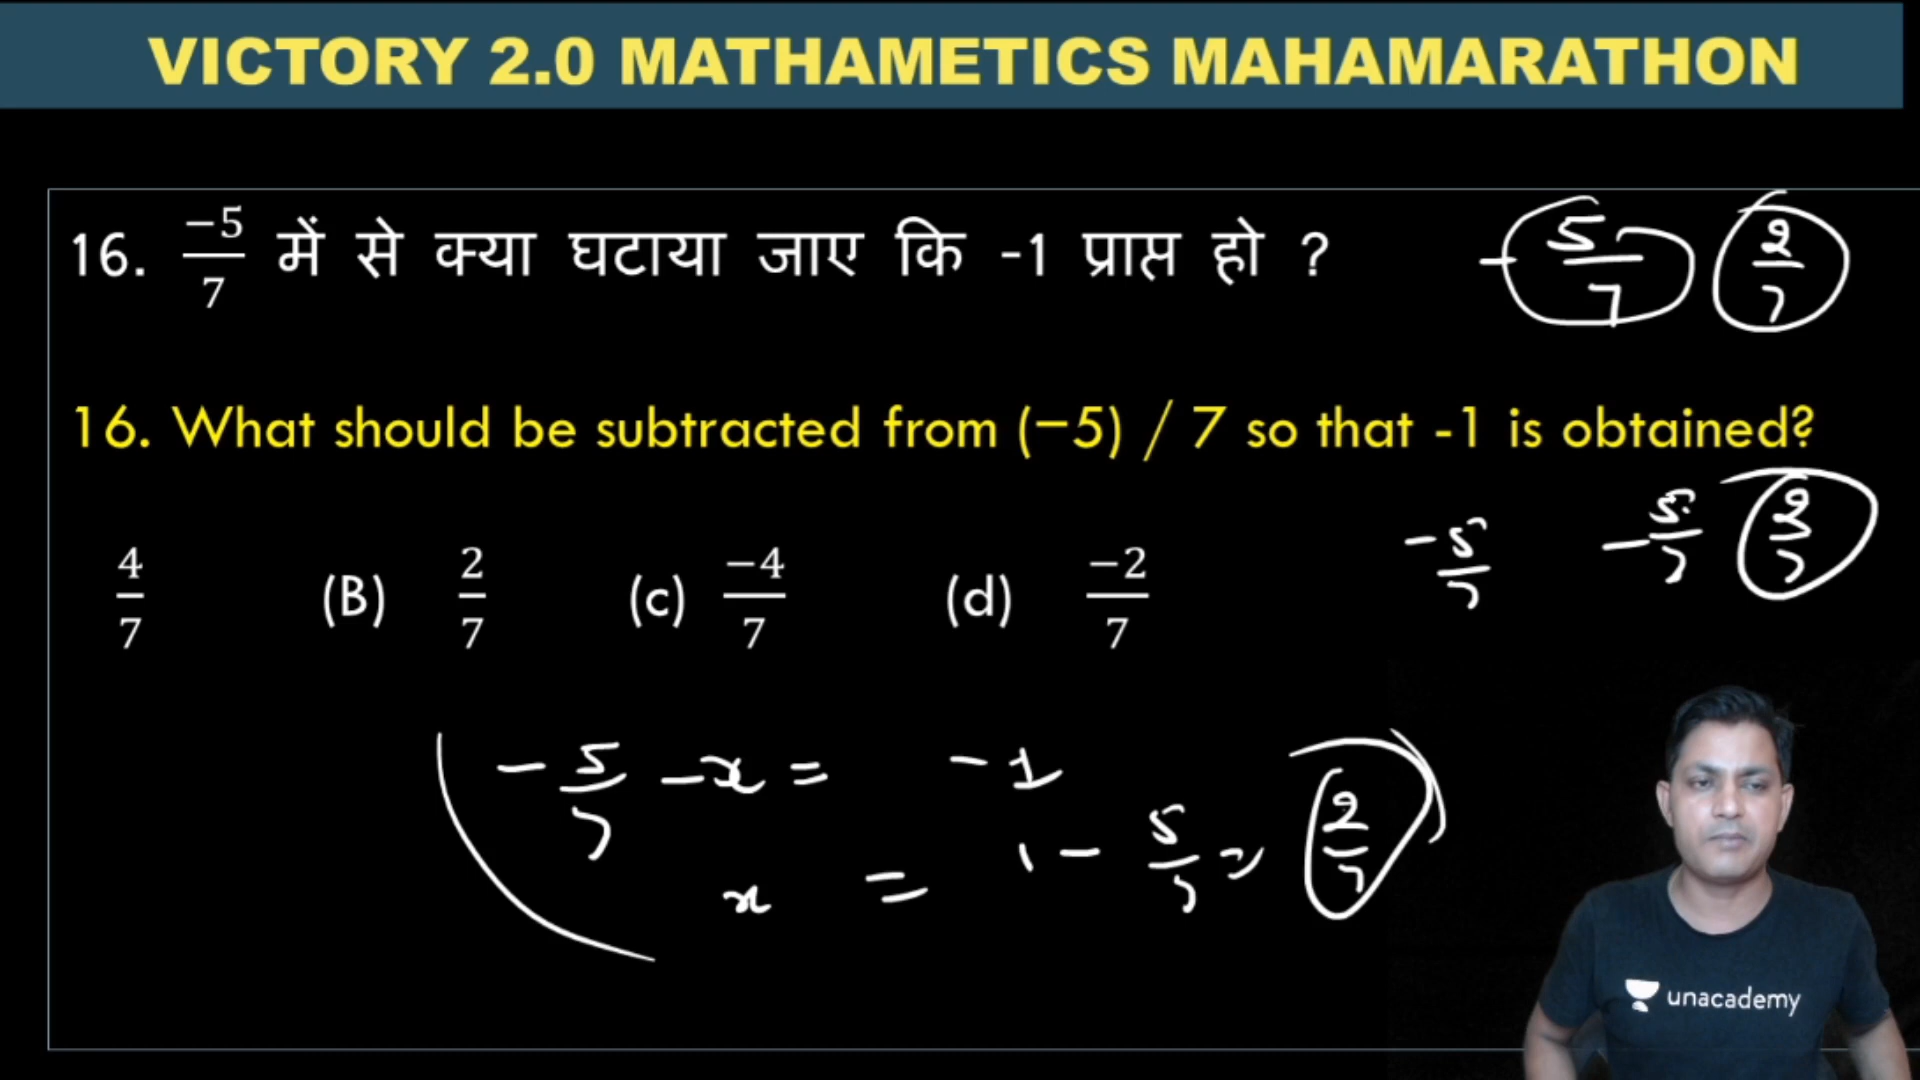 VICTORY 2.0 MATHAMETICS MAHAMARATHON
16. −5/7 में से क्या घटाया जाए कि -1 प्राप्त हो ?
- 5/7 2/7
16. What should be subtracted from (−5) / 7 so that -1 is obtained?
- 5/7 - 5/7 2/7
4/7 (B) 2/7 (c) −4/7 (d) −2/7
- 5/7 - x = - 1
x = 1 - 5/7 = 2/7
unacademy